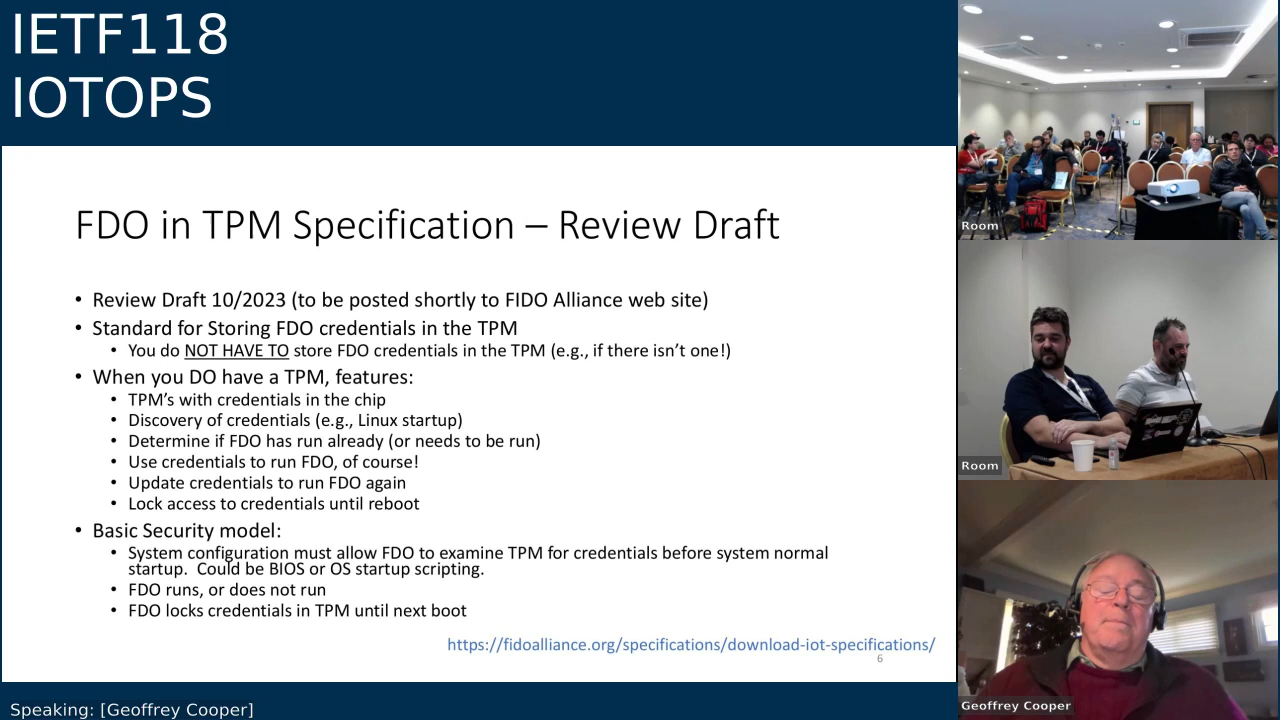 IETF118
IOTOPS
FDO in TPM Specification – Review Draft
• Review Draft 10/2023 (to be posted shortly to FIDO Alliance web site)
• Standard for Storing FDO credentials in the TPM
• You do NOT HAVE TO store FDO credentials in the TPM (e.g., if there isn’t one!)
• When you DO have a TPM, features:
• TPM’s with credentials in the chip
• Discovery of credentials (e.g., Linux startup)
• Determine if FDO has run already (or needs to be run)
• Use credentials to run FDO, of course!
• Update credentials to run FDO again
• Lock access to credentials until reboot
• Basic Security model:
• System configuration must allow FDO to examine TPM for credentials before system normal
startup. Could be BIOS or OS startup scripting.
• FDO runs, or does not run
• FDO locks credentials in TPM until next boot
https://fidoalliance.org/specifications/download-iot-specifications/
6
Speaking: [Geoffrey Cooper]
Room
Room
Geoffrey Cooper